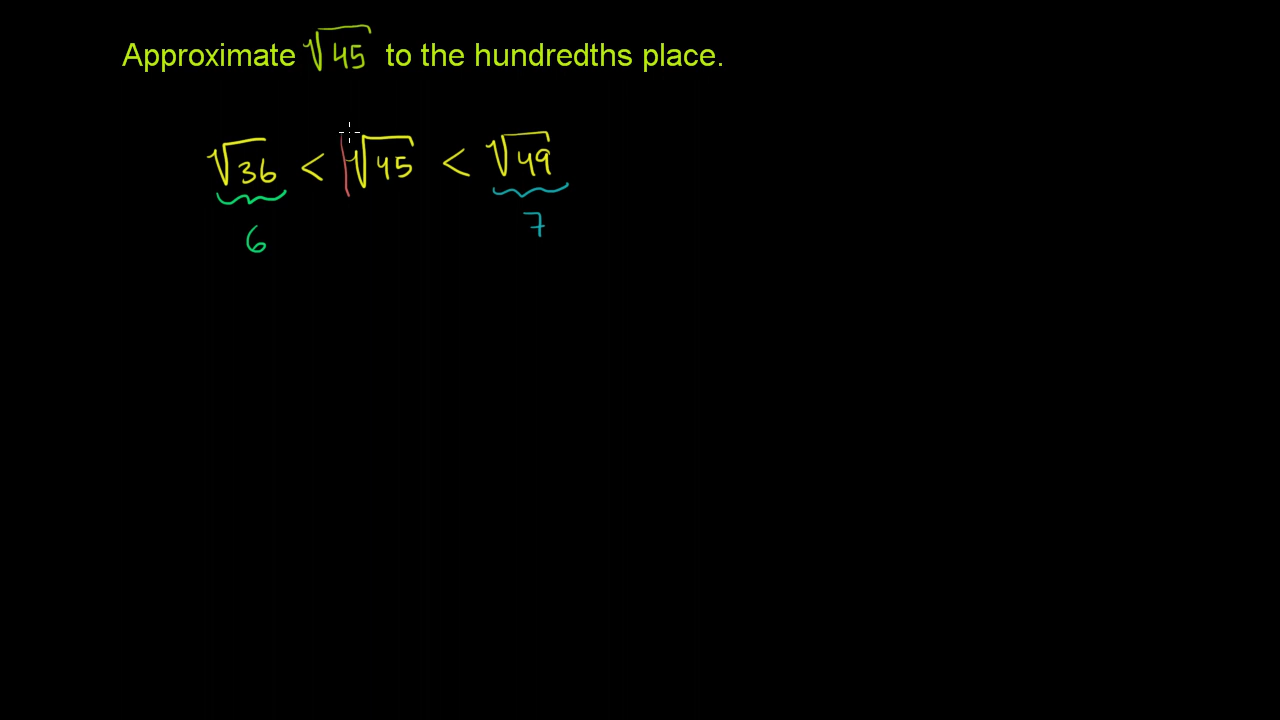 Approximate √45 to the hundredths place.
√36 < √45 < √49
6 7